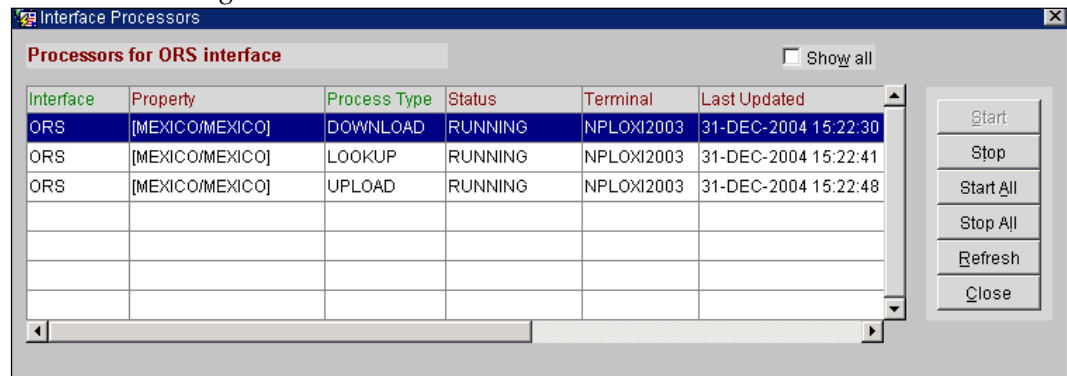 Interface Processors
Processors for ORS interface
Show all
Interface Property Process Type Status Terminal Last Updated
ORS [MEXICO/MEXICO] DOWNLOAD RUNNING NPLOXI2003 31-DEC-2004 15:22:30
ORS [MEXICO/MEXICO] LOOKUP RUNNING NPLOXI2003 31-DEC-2004 15:22:41
ORS [MEXICO/MEXICO] UPLOAD RUNNING NPLOXI2003 31-DEC-2004 15:22:48
Start
Stop
Start All
Stop All
Refresh
Close